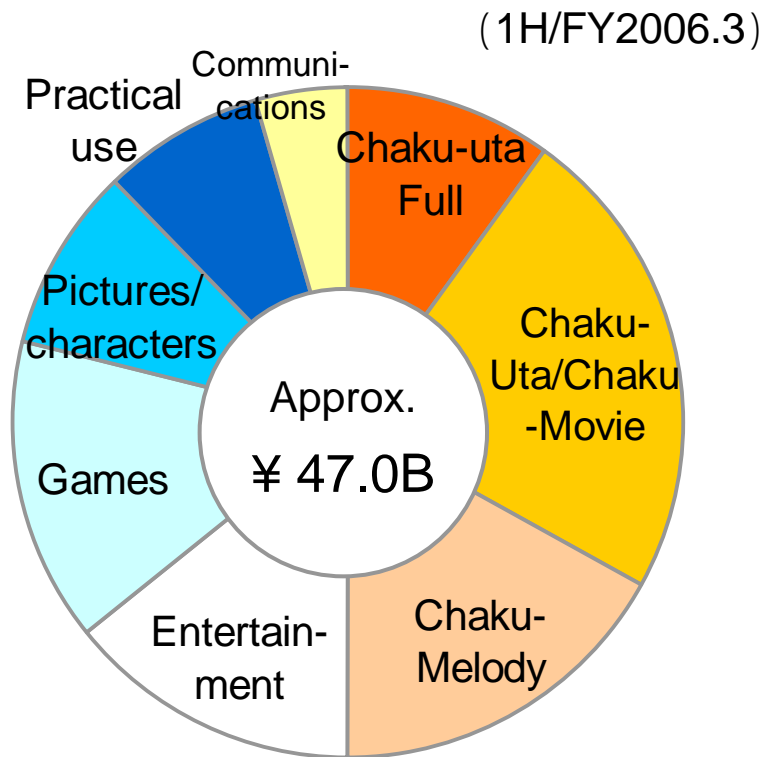 （1H/FY2006.3）
Communi-
cations
Practical
use
Chaku-uta
Full
Pictures/
characters
Chaku-
Uta/Chaku
-Movie
Approx.
¥ 47.0B
Games
Entertain-
ment
Chaku-
Melody